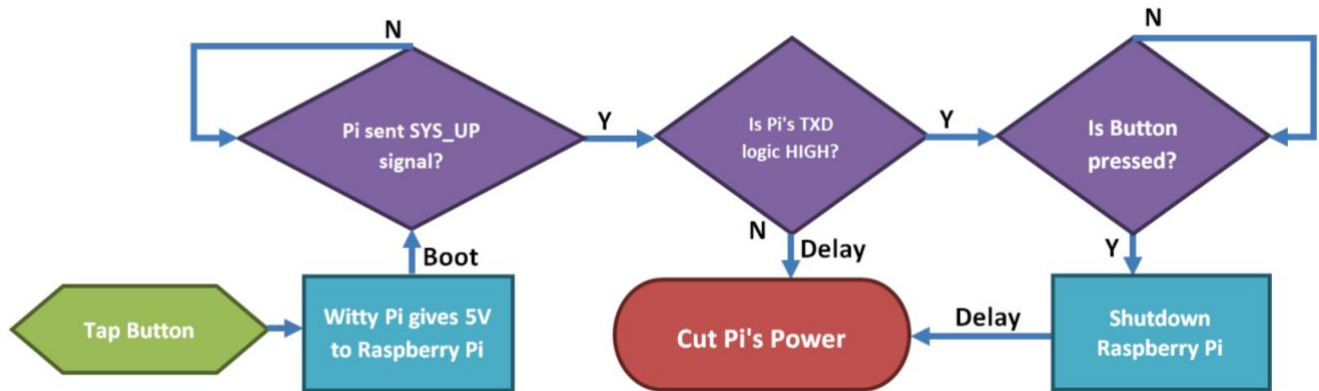 N
N
Pi sent SYS_UP
signal?
Y
Is Pi's TXD
logic HIGH?
Y
Is Button
pressed?
Boot
N
Delay
Y
Tap Button
Witty Pi gives 5V
to Raspberry Pi
Cut Pi's Power
Delay
Shutdown
Raspberry Pi